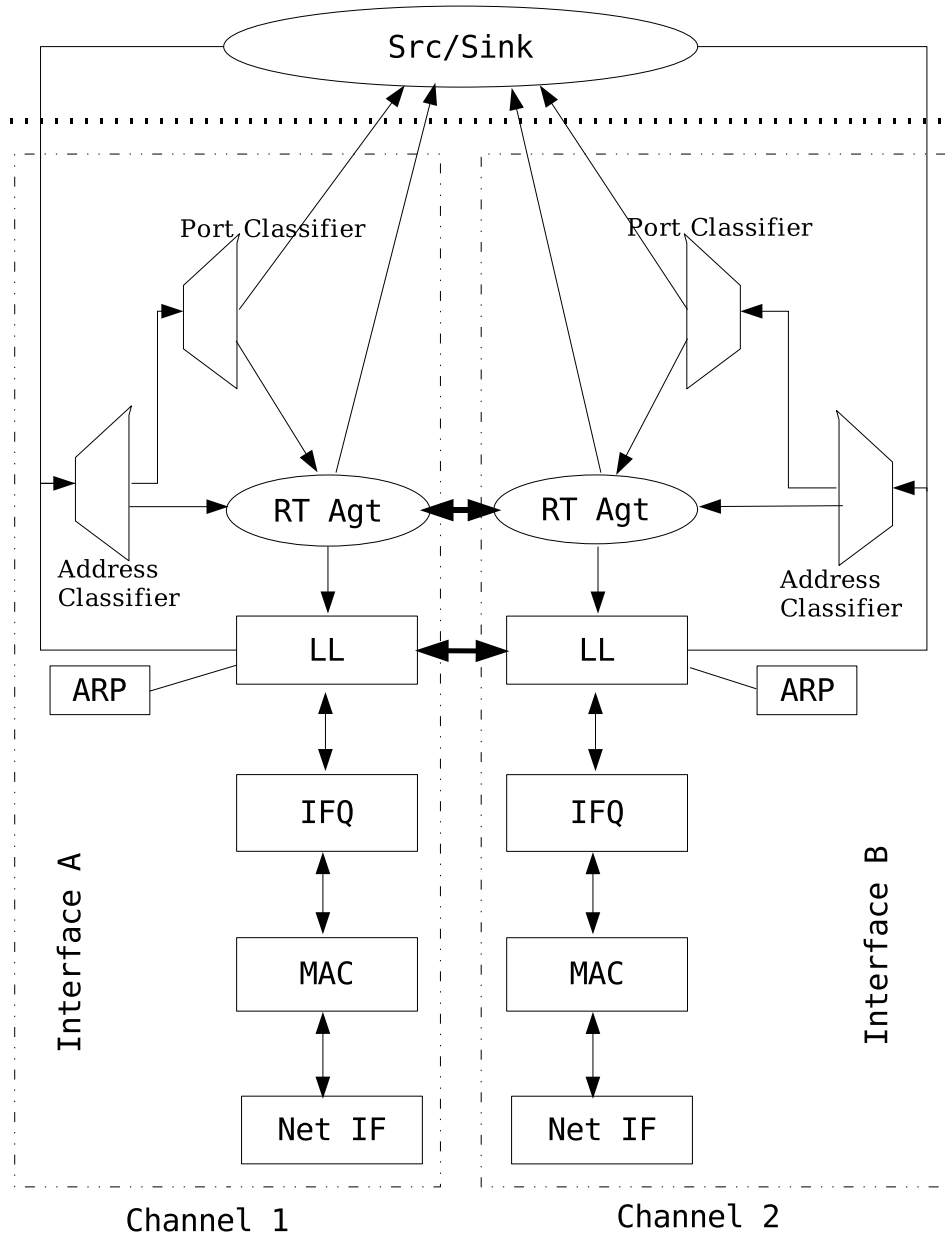 Src/Sink
Port Classifier
Port Classifier
RT Agt
RT Agt
Address
Classifier
Address
Classifier
LL
LL
ARP
ARP
IFQ
IFQ
Interface A
Interface B
MAC
MAC
Net IF
Net IF
Channel 1
Channel 2